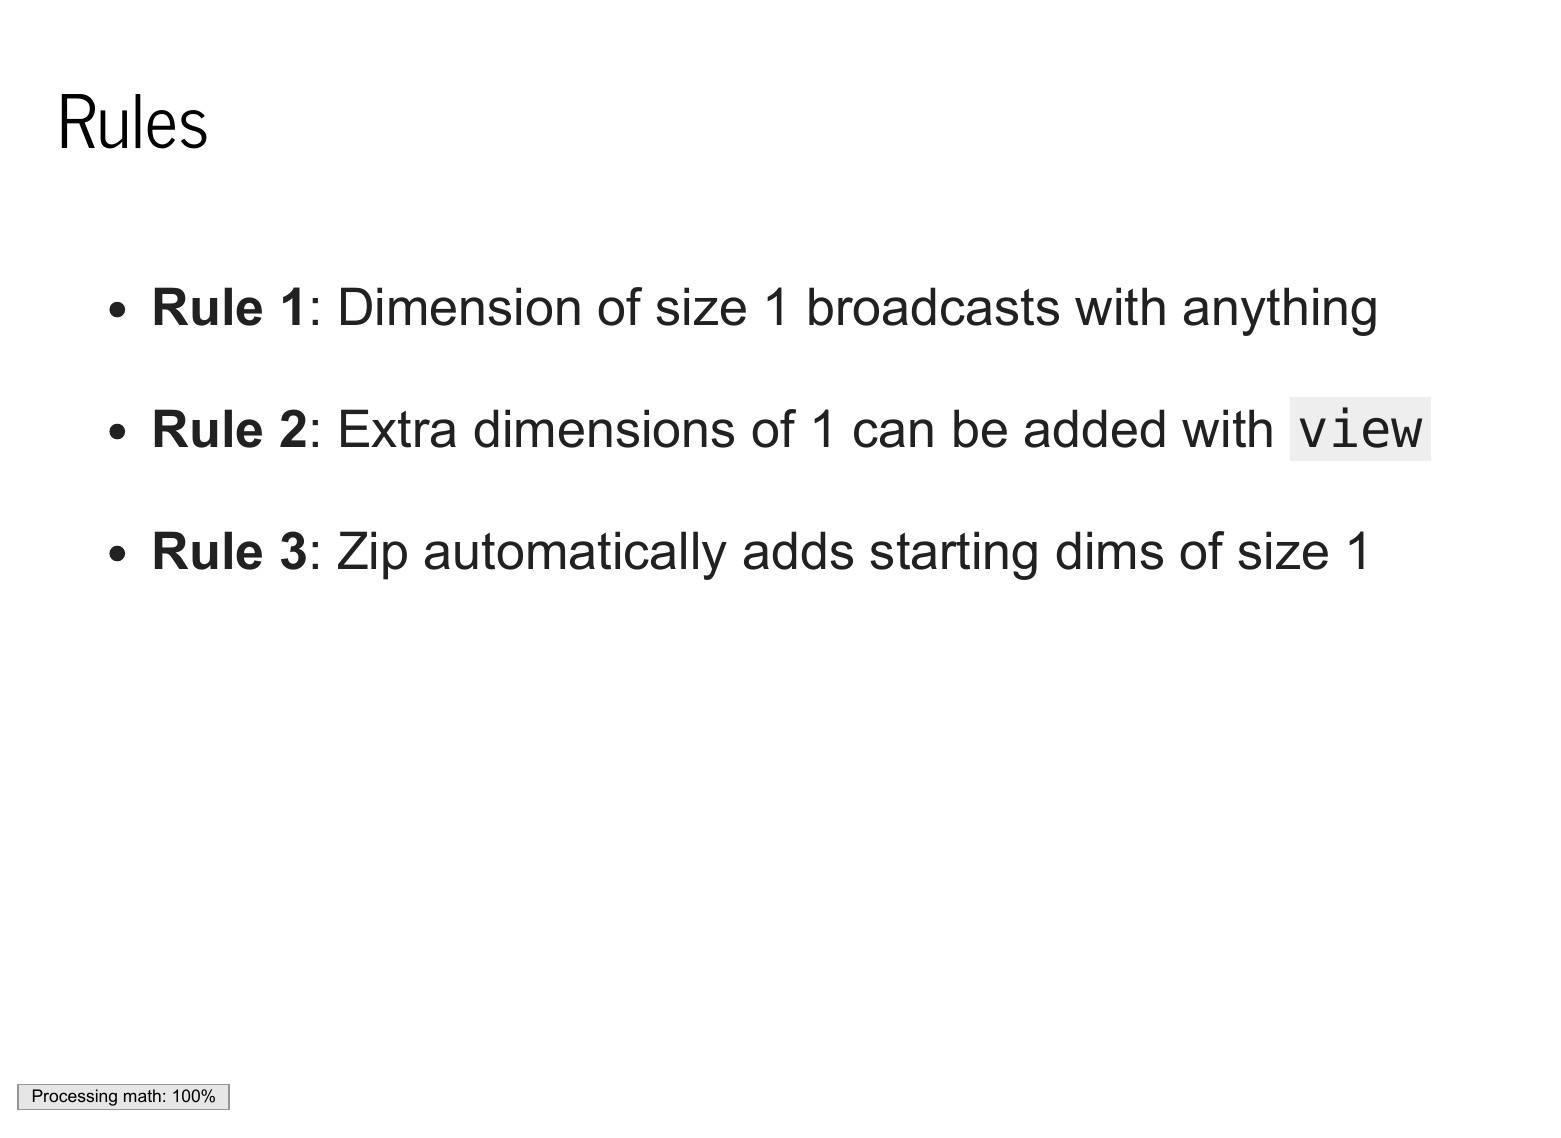 Rules
• Rule 1: Dimension of size 1 broadcasts with anything
• Rule 2: Extra dimensions of 1 can be added with view
• Rule 3: Zip automatically adds starting dims of size 1
Processing math: 100%